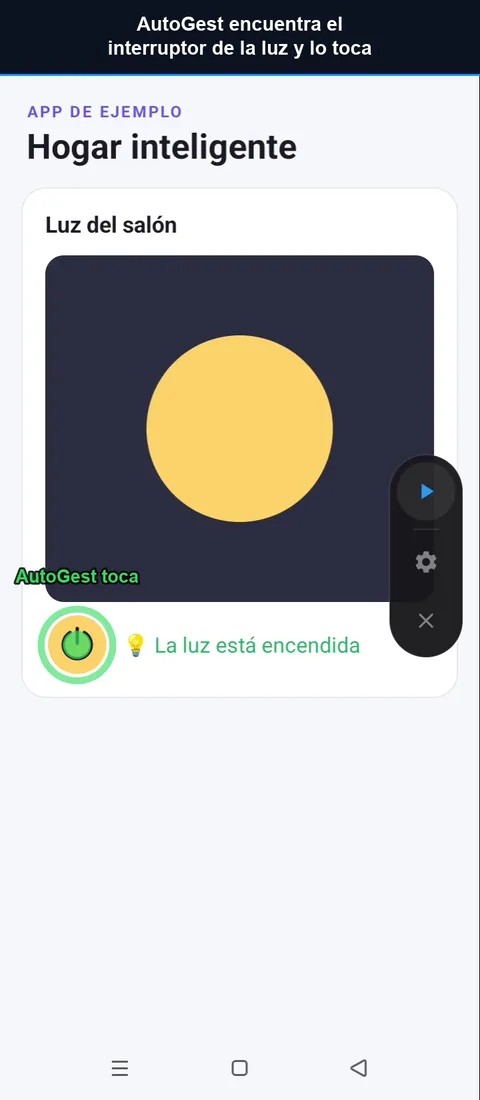 AutoGest encuentra el
interruptor de la luz y lo toca
APP DE EJEMPLO
Hogar inteligente
Luz del salón
AutoGest toca
💡 La luz está encendida